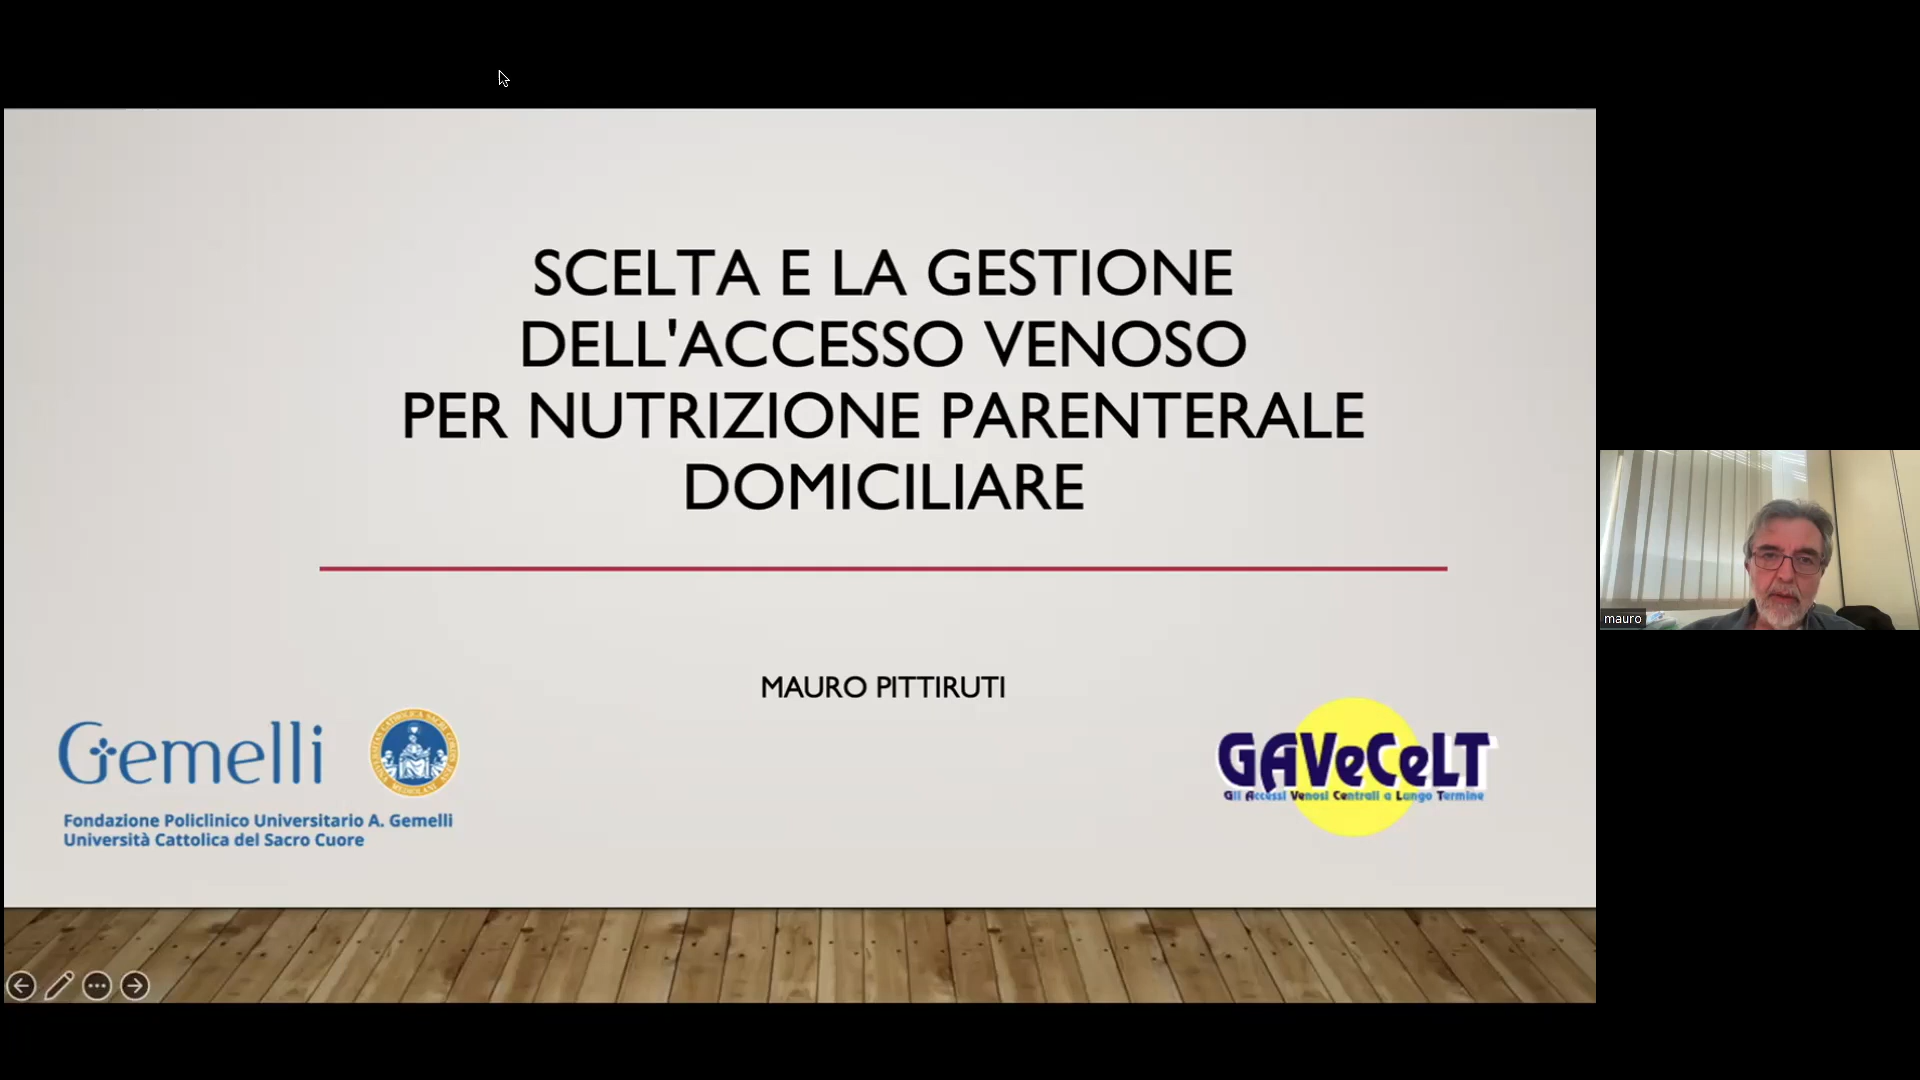 SCELTA E LA GESTIONE
DELL'ACCESSO VENOSO
PER NUTRIZIONE PARENTERALE
DOMICILIARE
MAURO PITTIRUTI
Gemelli
Fondazione Policlinico Universitario A. Gemelli
Università Cattolica del Sacro Cuore
GAVeCeLT
Gli Accessi Venosi Centrali a Lungo Termine
mauro